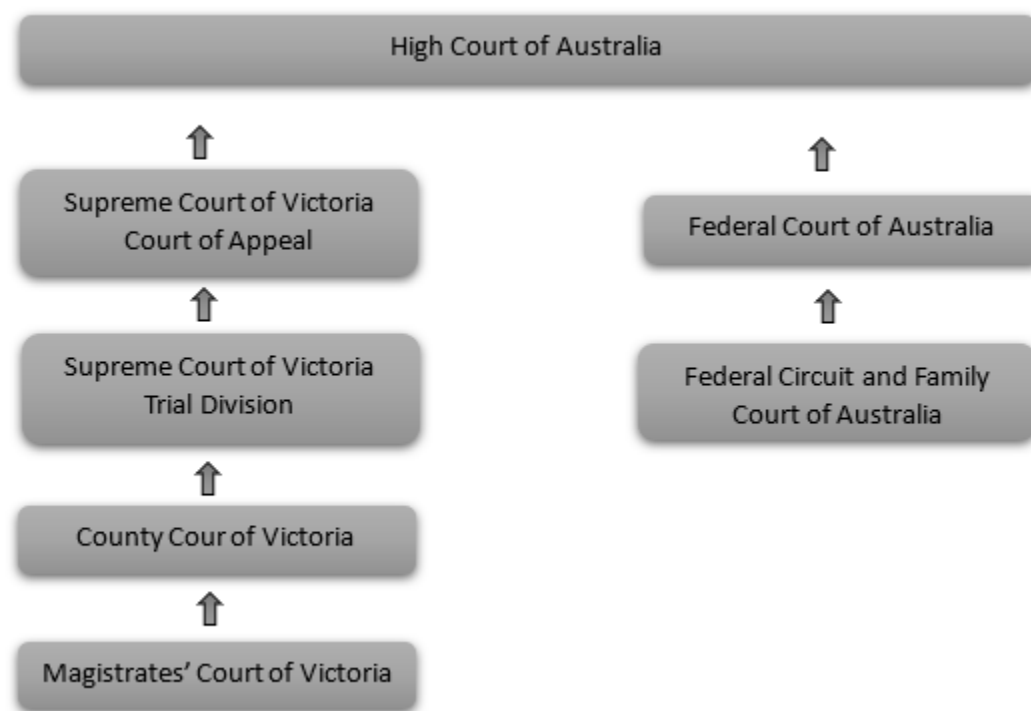 High Court of Australia
Supreme Court of Victoria
Court of Appeal
Federal Court of Australia
Supreme Court of Victoria
Trial Division
Federal Circuit and Family
Court of Australia
County Cour of Victoria
Magistrates’ Court of Victoria